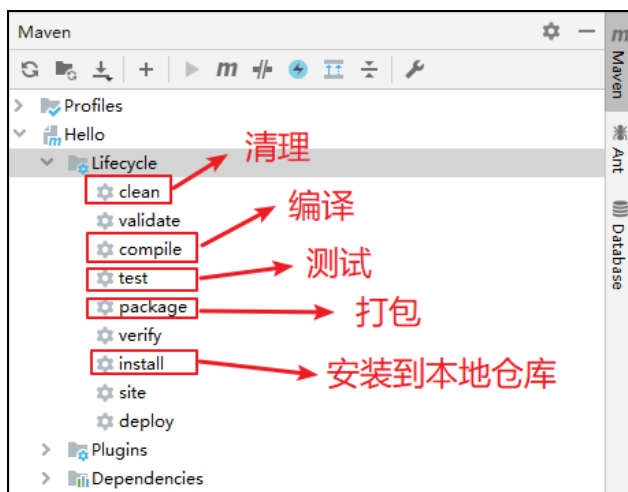 Maven
Profiles
Hello
Lifecycle
清理
clean
validate
编译
compile
test
测试
package
打包
verify
install
安装到本地仓库
site
deploy
Plugins
Dependencies
Maven
Ant
Database